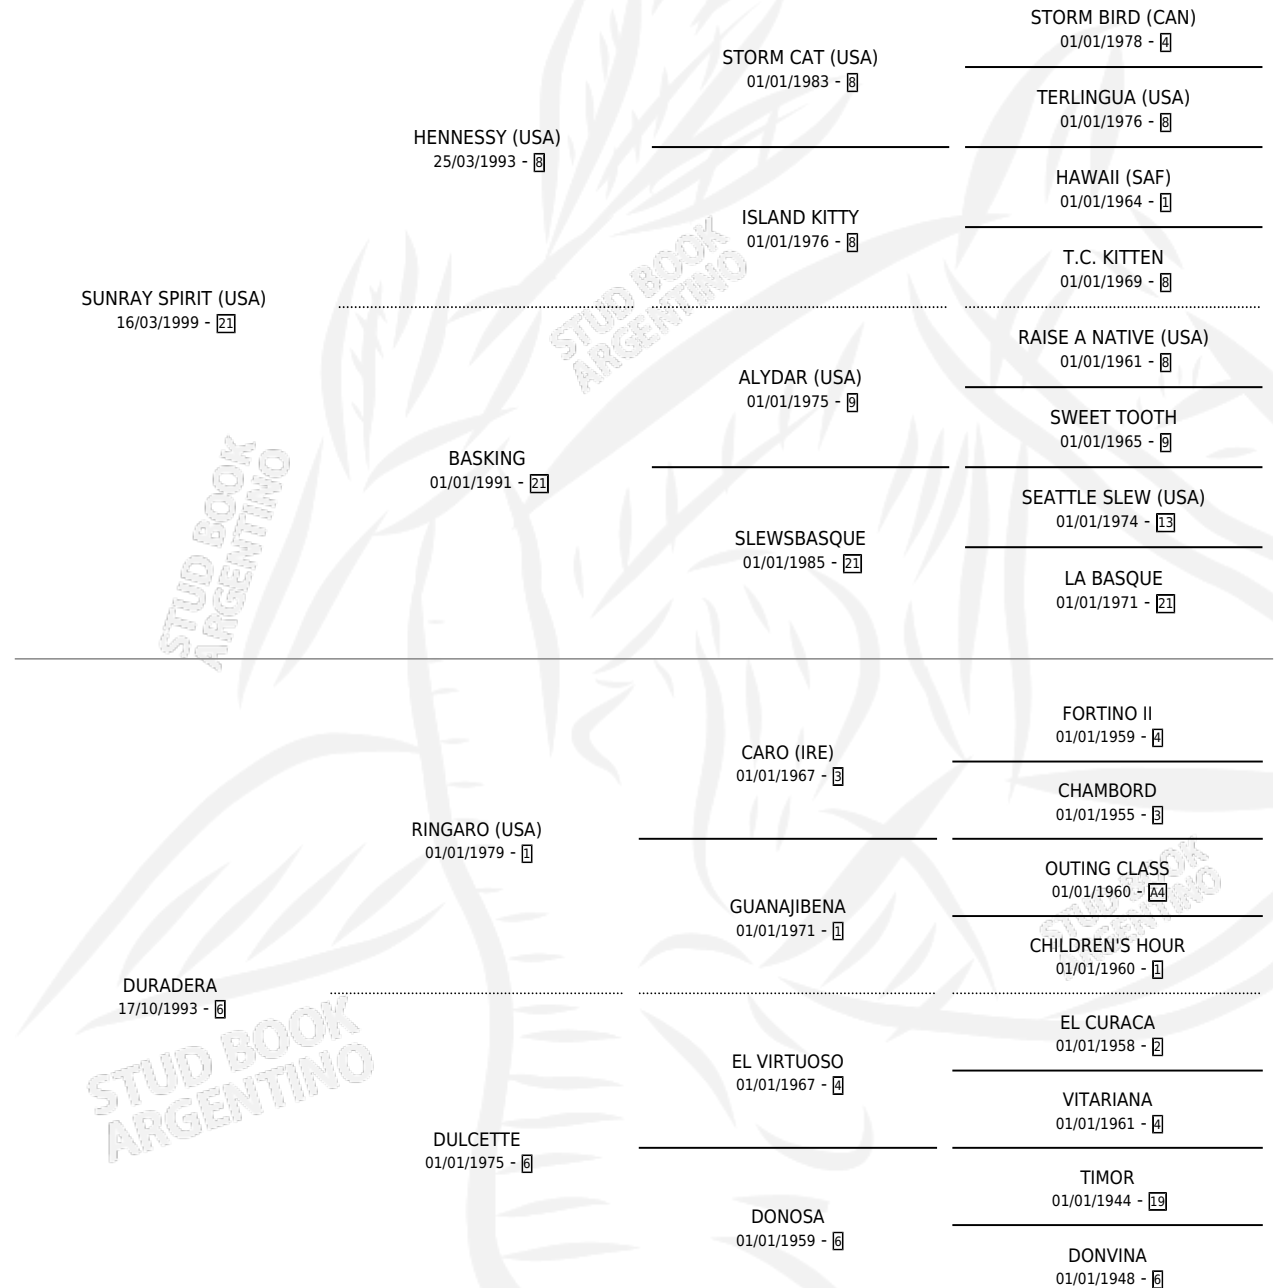 STORM BIRD (CAN)
01/01/1978 - 4
STORM CAT (USA)
01/01/1983 - 8
TERLINGUA (USA)
01/01/1976 - 8
HENNESSY (USA)
25/03/1993 - 8
HAWAII (SAF)
01/01/1964 - 1
ISLAND KITTY
01/01/1976 - 8
T.C. KITTEN
01/01/1969 - 8
SUNRAY SPIRIT (USA)
16/03/1999 - 21
RAISE A NATIVE (USA)
01/01/1961 - 8
ALYDAR (USA)
01/01/1975 - 9
SWEET TOOTH
01/01/1965 - 9
BASKING
01/01/1991 - 21
SEATTLE SLEW (USA)
01/01/1974 - 13
SLEWSBASQUE
01/01/1985 - 21
LA BASQUE
01/01/1971 - 21
FORTINO II
01/01/1959 - 4
CARO (IRE)
01/01/1967 - 3
CHAMBORD
01/01/1955 - 3
RINGARO (USA)
01/01/1979 - 1
OUTING CLASS
01/01/1960 - A4
GUANAJIBENA
01/01/1971 - 1
CHILDREN'S HOUR
01/01/1960 - 1
DURADERA
17/10/1993 - 6
EL CURACA
01/01/1958 - 2
EL VIRTUOSO
01/01/1967 - 4
VITARIANA
01/01/1961 - 4
DULCETTE
01/01/1975 - 6
TIMOR
01/01/1944 - 19
DONOSA
01/01/1959 - 6
DONVINA
01/01/1948 - 6
STUD BOOK
ARGENTINO
STUD BOOK
ARGENTINO
STUD BOOK
ARGENTINO
STUD BOOK
ARGENTINO